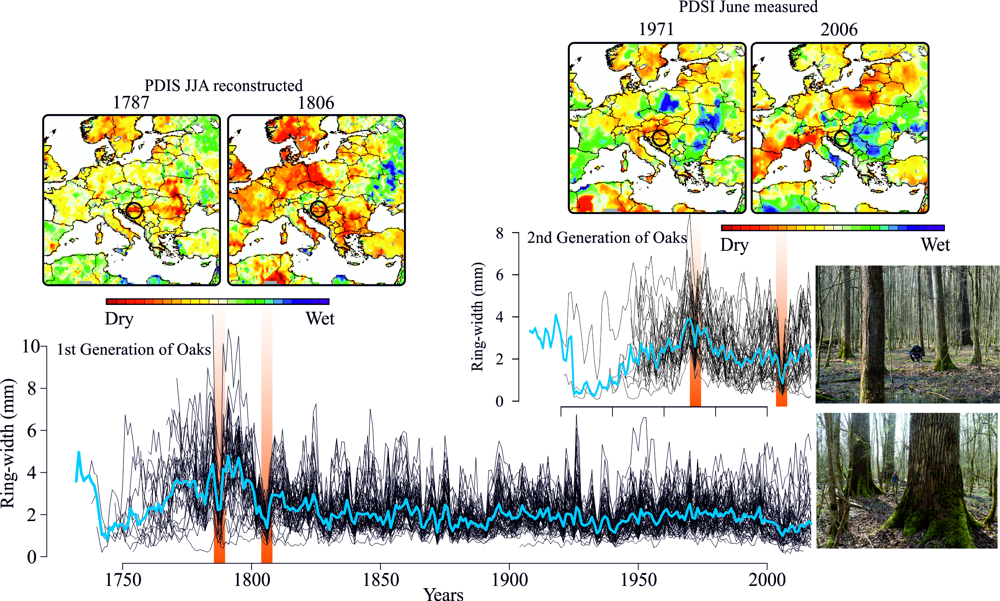 PDSI June measured
1971
2006
PDIS JJA reconstructed
1787
1806
Dry
Wet
Dry
Wet
2nd Generation of Oaks
8
6
4
2
0
Ring-width (mm)
1st Generation of Oaks
10
8
6
4
2
0
Ring-width (mm)
1750
1800
1850
1900
1950
2000
Years